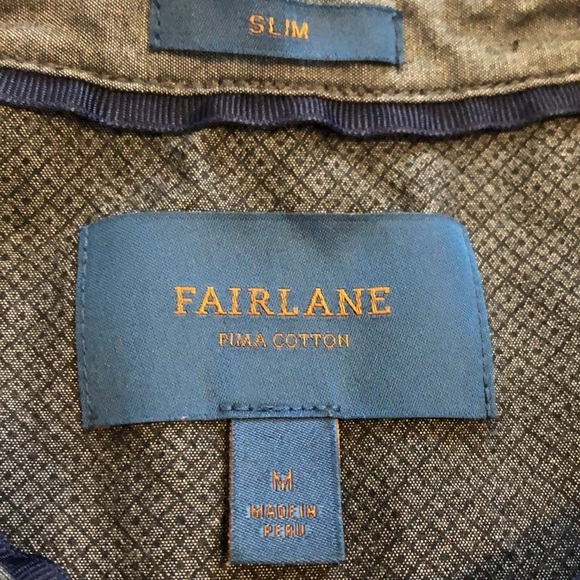 SLIM
FAIRLANE
PIMA COTTON
M
MADE IN
PERU